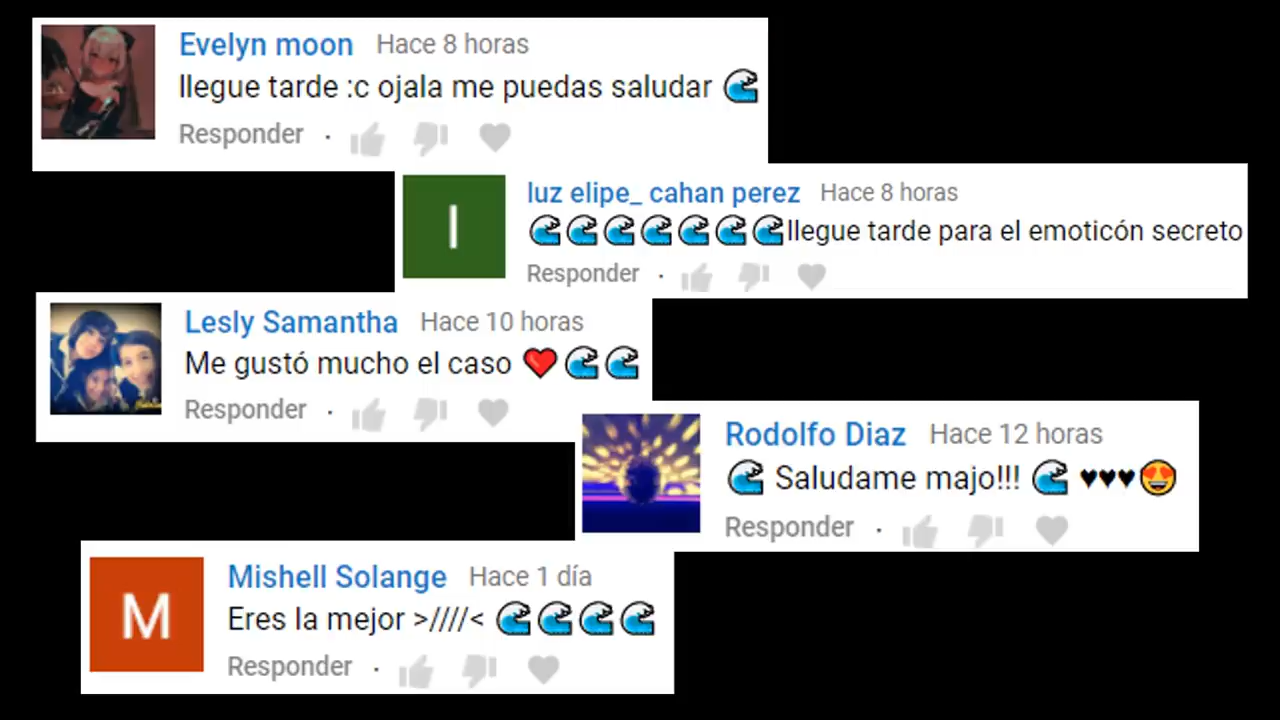 Evelyn moon Hace 8 horas
llegue tarde :c ojala me puedas saludar 🌊
Responder ·
I
luz elipe_ cahan perez Hace 8 horas
🌊🌊🌊🌊🌊🌊🌊llegue tarde para el emoticón secreto
Responder ·
Lesly Samantha Hace 10 horas
Me gustó mucho el caso ❤️🌊🌊
Responder ·
Rodolfo Diaz Hace 12 horas
🌊 Saludame majo!!! 🌊 ♥♥♥😍
Responder ·
M
Mishell Solange Hace 1 día
Eres la mejor >////< 🌊🌊🌊🌊
Responder ·